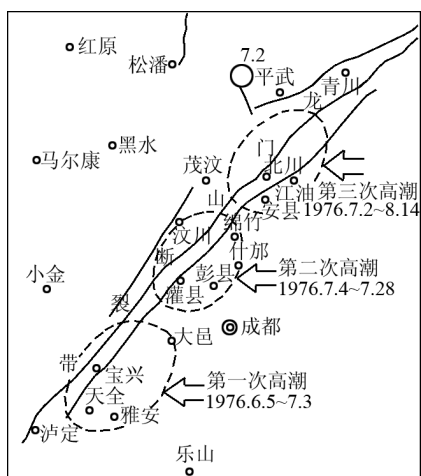 红原
松潘
7.2
平武
青川
龙
黑水
马尔康
茂汶
门
北川
江油
第三次高潮
1976.7.2~8.14
安县
山
绵竹
汶川
什邡
断
小金
彭县
灌县
第二次高潮
1976.7.4~7.28
裂
大邑
成都
带
宝兴
天全
雅安
第一次高潮
1976.6.5~7.3
泸定
乐山